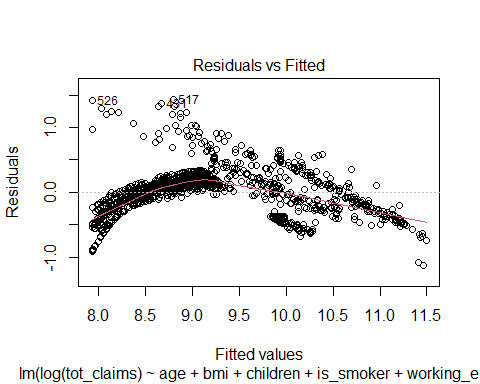 Residuals vs Fitted
Residuals
1.0
0.0
-1.0
526
517
8.0 8.5 9.0 9.5 10.0 10.5 11.0 11.5
Fitted values
lm(log(tot_claims) ~ age + bmi + children + is_smoker + working_e